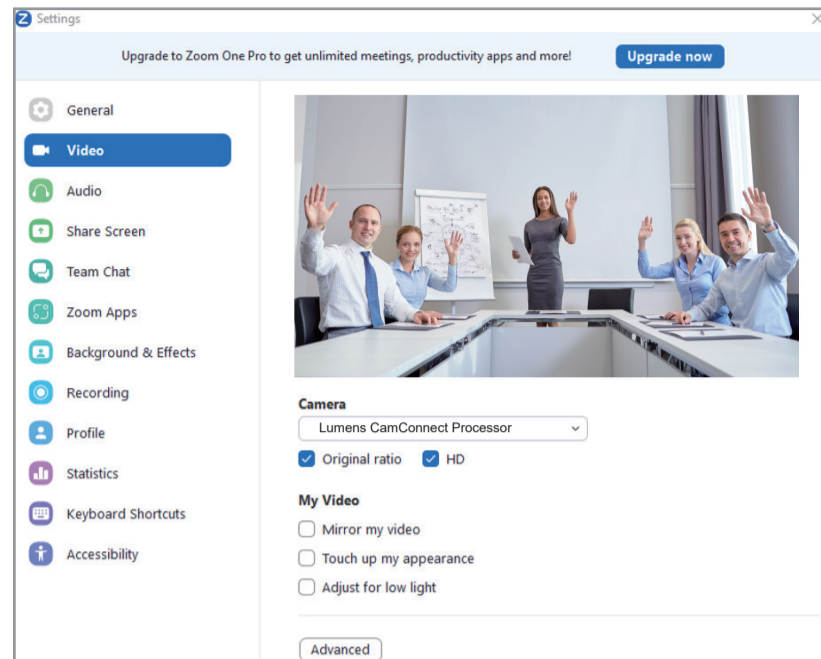 Settings
Upgrade to Zoom One Pro to get unlimited meetings, productivity apps and more!
Upgrade now
General
Video
Audio
Share Screen
Team Chat
Zoom Apps
Background & Effects
Recording
Profile
Statistics
Keyboard Shortcuts
Accessibility
Camera
Lumens CamConnect Processor
Original ratio
HD
My Video
Mirror my video
Touch up my appearance
Adjust for low light
Advanced